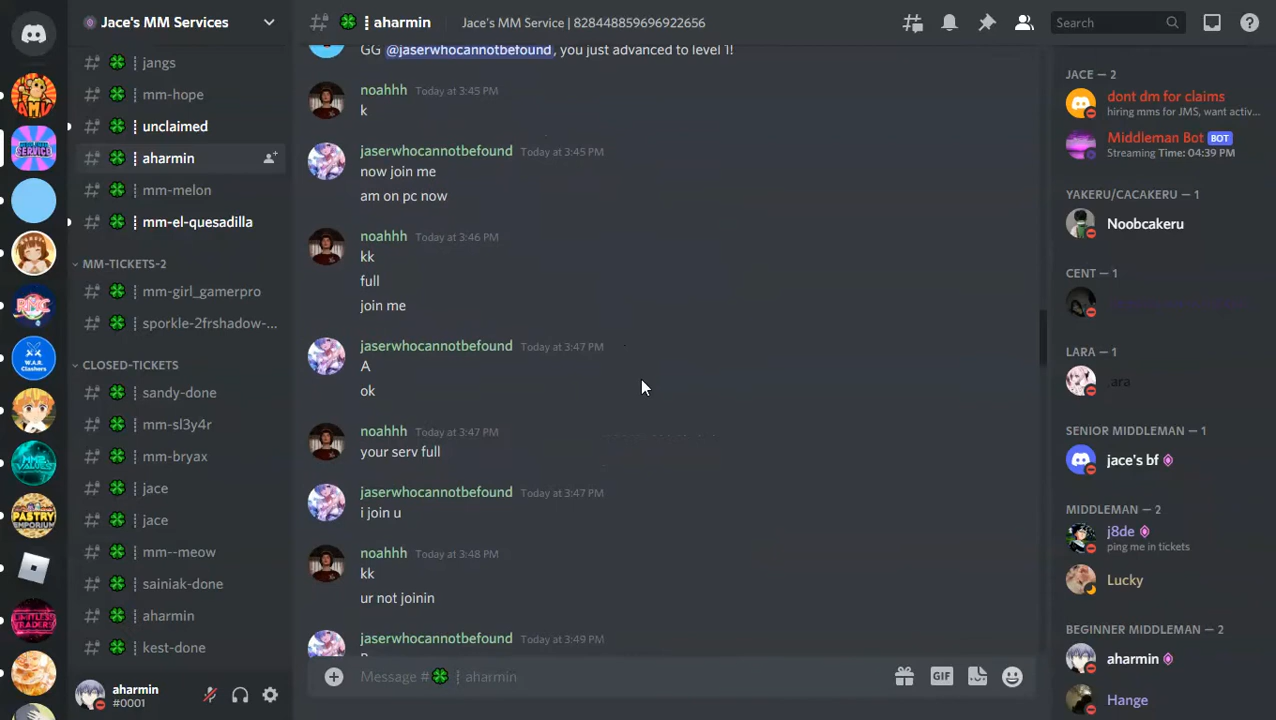 Jace's MM Services
jangs
mm-hope
unclaimed
aharmin
mm-melon
mm-el-quesadilla
MM-TICKETS-2
mm-girl_gamerpro
sporkle-2frshadow-...
CLOSED-TICKETS
sandy-done
mm-sl3y4r
mm-bryax
jace
jace
mm--meow
sainiak-done
aharmin
kest-done
aharmin
#0001
aharmin
Jace's MM Service | 828448859696922656
Search
GG @jaserwhocannotbefound, you just advanced to level 1!
noahhh Today at 3:45 PM
k
jaserwhocannotbefound Today at 3:45 PM
now join me
am on pc now
noahhh Today at 3:46 PM
kk
full
join me
jaserwhocannotbefound Today at 3:47 PM
A
ok
noahhh Today at 3:47 PM
your serv full
jaserwhocannotbefound Today at 3:47 PM
i join u
noahhh Today at 3:48 PM
kk
ur not joinin
jaserwhocannotbefound Today at 3:49 PM
Message # aharmin
GIF
JACE — 2
dont dm for claims
hiring mms for JMS, want activ...
Middleman Bot BOT
Streaming Time: 04:39 PM
YAKERU/CACAKERU — 1
Noobcakeru
CENT — 1
LARA — 1
SENIOR MIDDLEMAN — 1
jace's bf
MIDDLEMAN — 2
j8de
ping me in tickets
Lucky
BEGINNER MIDDLEMAN — 2
aharmin
Hange